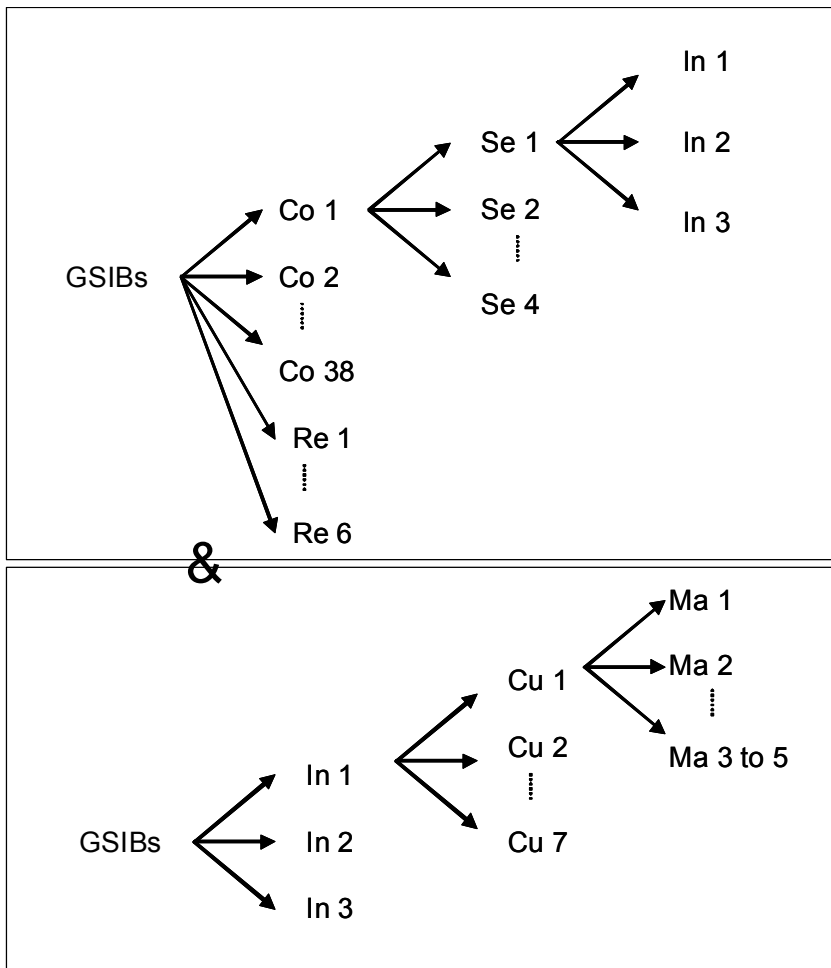 In 1
Se 1
In 2
Co 1
Se 2
In 3
GSIBs
Co 2
Se 4
Co 38
Re 1
Re 6
&
Ma 1
Cu 1
Ma 2
Cu 2
Ma 3 to 5
In 1
GSIBs
In 2
Cu 7
In 3